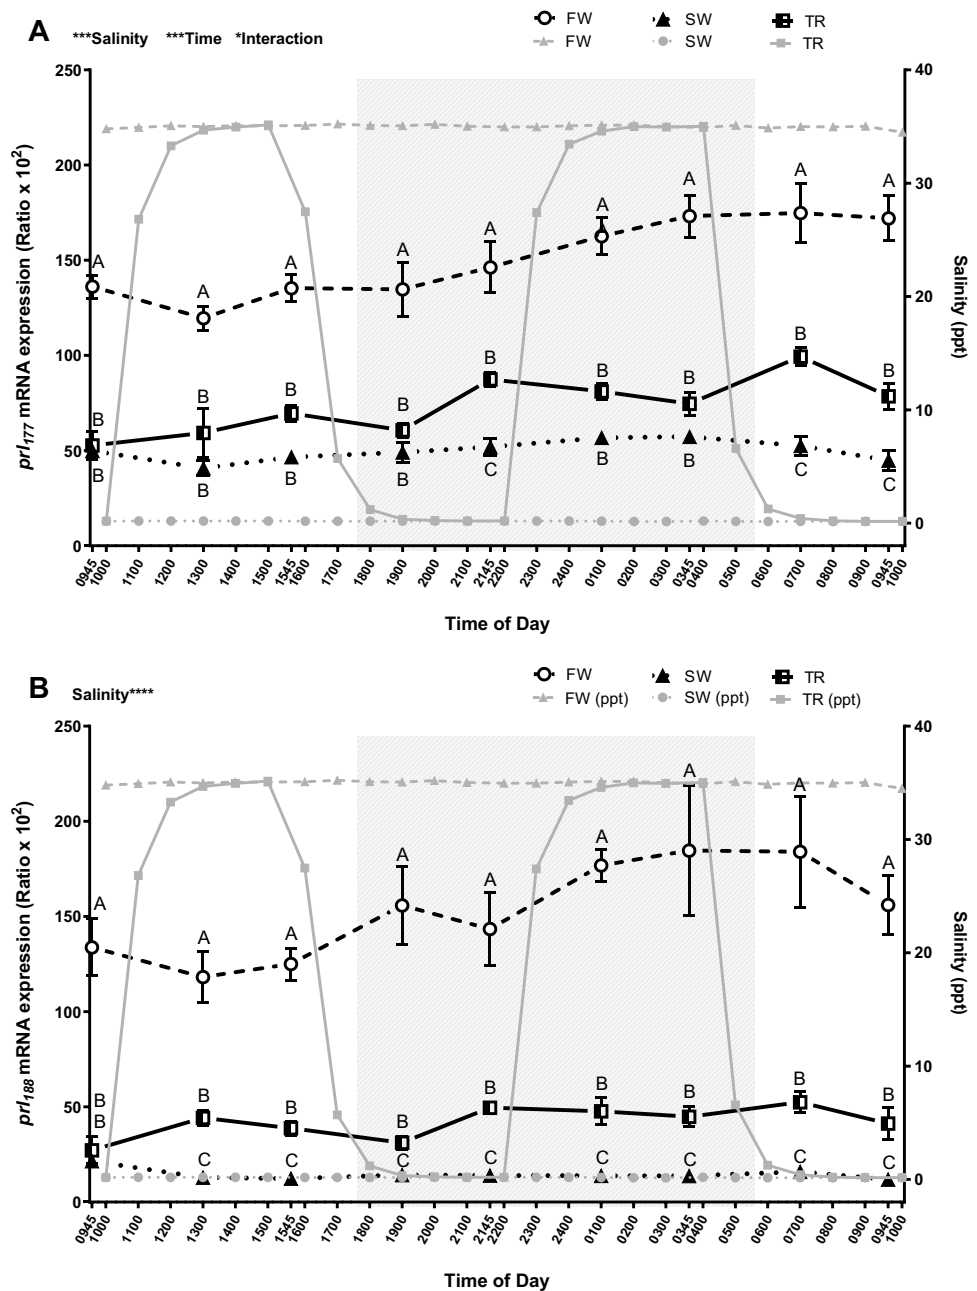 A
***Salinity ***Time *Interaction
FW SW TR
FW SW TR
250
200
150
100
50
0
prl177 mRNA expression (Ratio x 10²)
40
30
20
10
0
Salinity (ppt)
A A A A A A A A A
B B B B B B B B B
B B B B C B B C C
0945 1000 1100 1200 1300 1400 1500 1545 1600 1700 1800 1900 2000 2100 2145 2200 2300 2400 0100 0200 0300 0345 0400 0500 0600 0700 0800 0900 0945 1000
Time of Day
B
Salinity****
FW SW TR
FW (ppt) SW (ppt) TR (ppt)
250
200
150
100
50
0
prl188 mRNA expression (Ratio x 10²)
40
30
20
10
0
Salinity (ppt)
A A A A A A A A A
B B B B B B B B B
B C C C C C C C C
0945 1000 1100 1200 1300 1400 1500 1545 1600 1700 1800 1900 2000 2100 2145 2200 2300 2400 0100 0200 0300 0345 0400 0500 0600 0700 0800 0900 0945 1000
Time of Day